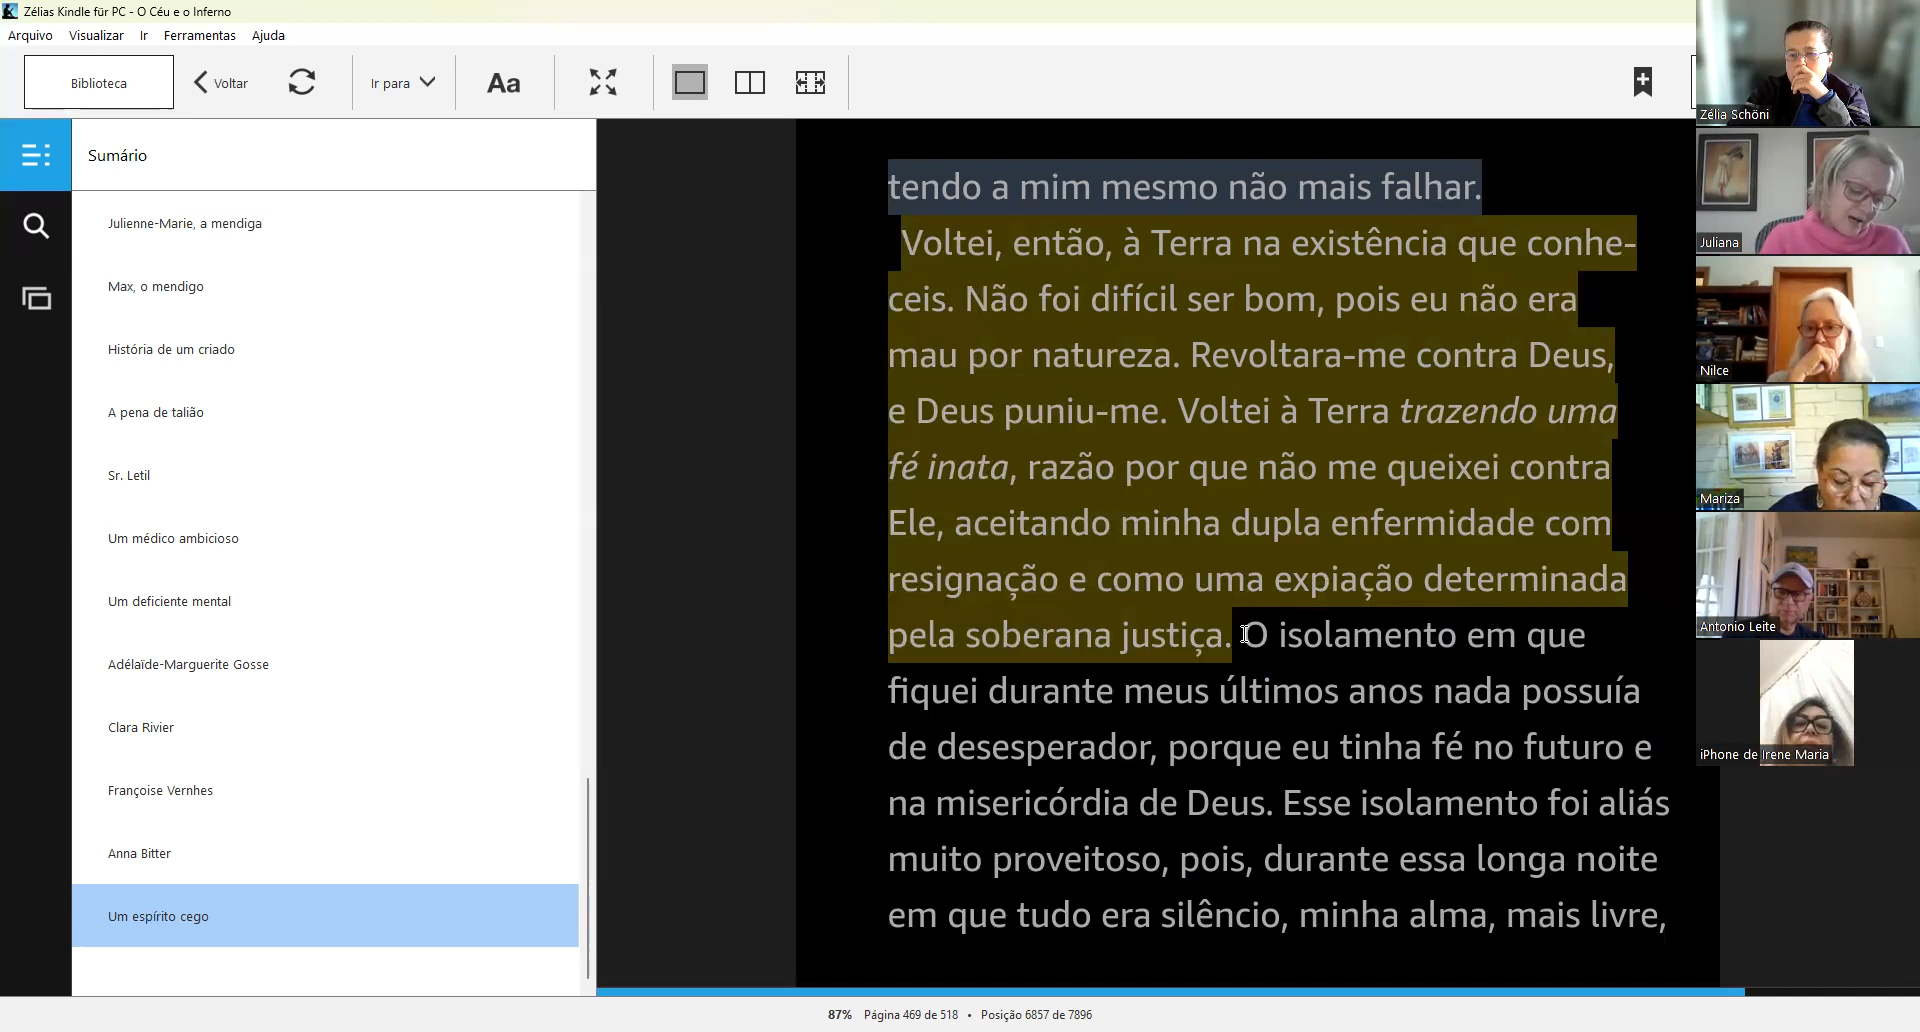 Zélias Kindle für PC - O Céu e o Inferno
Arquivo Visualizar Ir Ferramentas Ajuda
Biblioteca Voltar Ir para Aa
Sumário
Julienne-Marie, a mendiga
Max, o mendigo
História de um criado
A pena de talião
Sr. Letil
Um médico ambicioso
Um deficiente mental
Adélaïde-Marguerite Gosse
Clara Rivier
Françoise Vernhes
Anna Bitter
Um espírito cego
tendo a mim mesmo não mais falhar.
Voltei, então, à Terra na existência que conhe-
ceis. Não foi difícil ser bom, pois eu não era
mau por natureza. Revoltara-me contra Deus,
e Deus puniu-me. Voltei à Terra trazendo uma
fé inata, razão por que não me queixei contra
Ele, aceitando minha dupla enfermidade com
resignação e como uma expiação determinada
pela soberana justiça. O isolamento em que
fiquei durante meus últimos anos nada possuía
de desesperador, porque eu tinha fé no futuro e
na misericórdia de Deus. Esse isolamento foi aliás
muito proveitoso, pois, durante essa longa noite
em que tudo era silêncio, minha alma, mais livre,
87% Página 469 de 518 • Posição 6857 de 7896
Zélia Schöni
Juliana
Nilce
Mariza
Antonio Leite
iPhone de Irene Maria